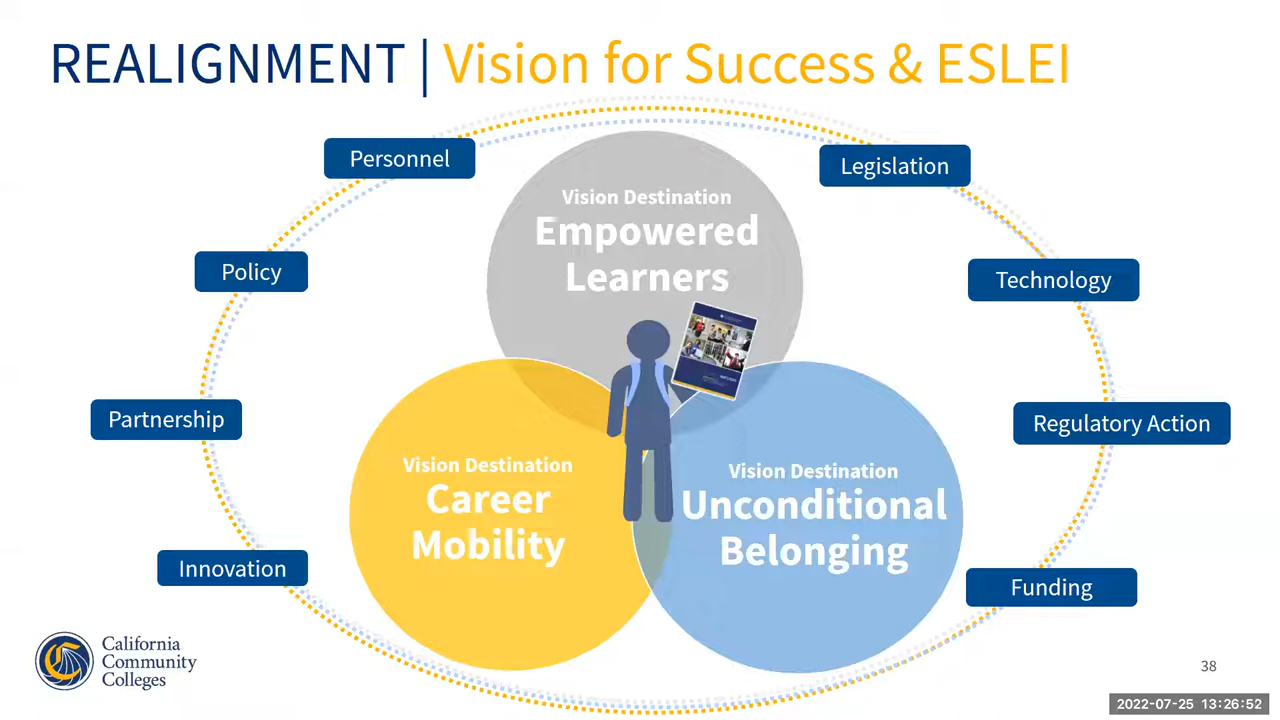 REALIGNMENT | Vision for Success & ESLEI
Personnel
Legislation
Vision Destination
Empowered
Learners
Policy
Technology
Partnership
Regulatory Action
Vision Destination
Career
Mobility
Vision Destination
Unconditional
Belonging
Innovation
Funding
California
Community
Colleges
38
2022-07-25 13:26:52